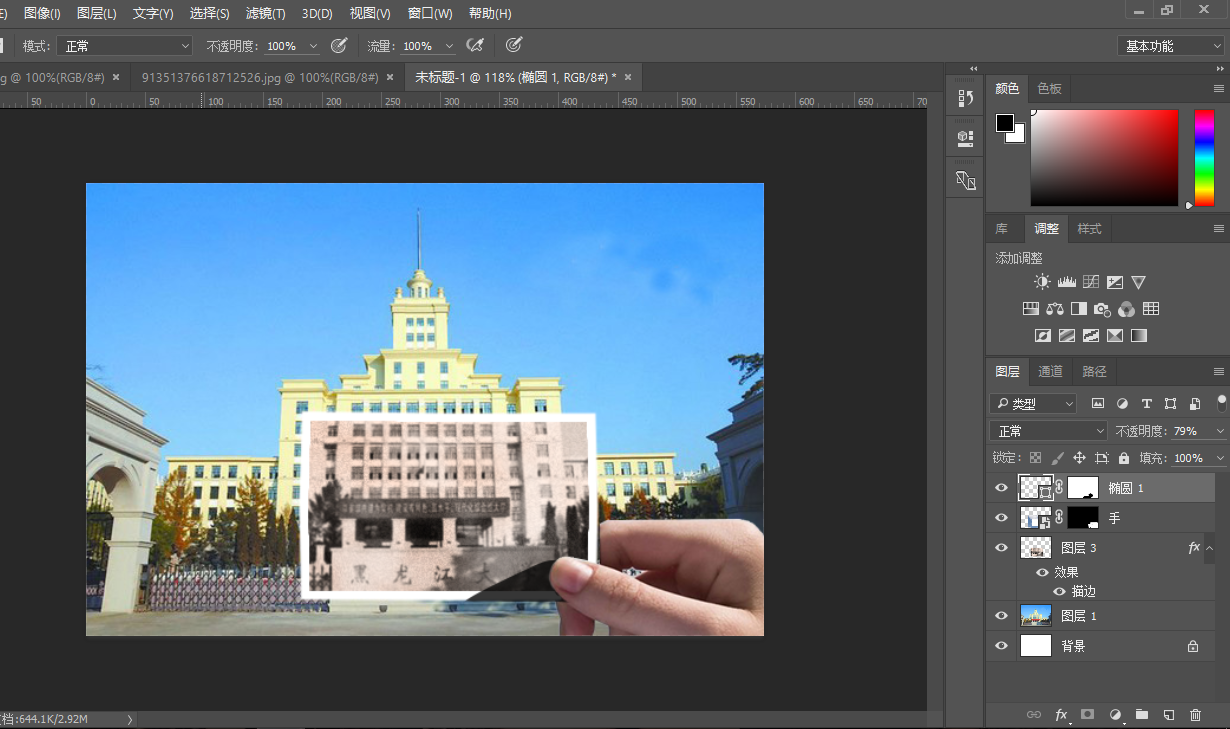 E) 图像(I) 图层(L) 文字(Y) 选择(S) 滤镜(T) 3D(D) 视图(V) 窗口(W) 帮助(H)
模式: 正常 不透明度: 100% 流量: 100% 基本功能
g @ 100%(RGB/8#) × 91351376618712526.jpg @ 100%(RGB/8#) × 未标题-1 @ 118% (椭圆 1, RGB/8#) * ×
50 0 50 100 150 200 250 300 350 400 450 500 550 600 650 70
颜色 色板
库 调整 样式
添加调整
图层 通道 路径
类型
正常 不透明度: 79%
锁定: 填充: 100%
椭圆 1
手
图层 3 fx
效果
描边
图层 1
背景
黑 龙 江 大
档:644.1K/2.92M
fx